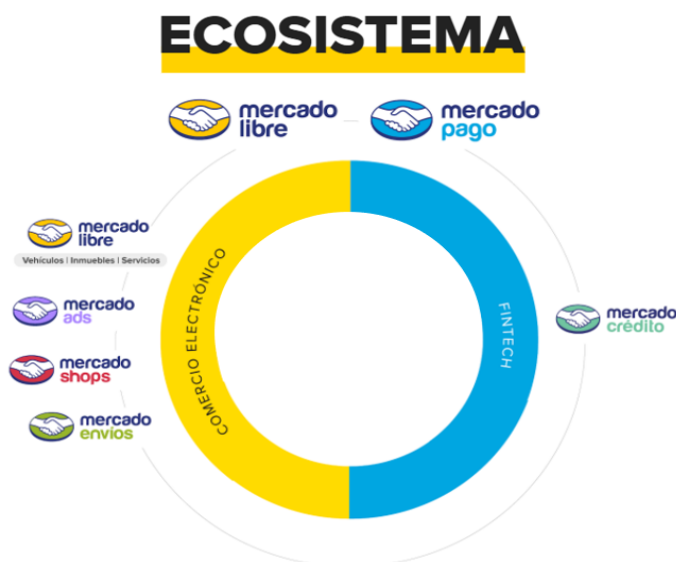 ECOSISTEMA
mercado
libre
mercado
pago
mercado
libre
Vehículos | Inmuebles | Servicios
mercado
ads
mercado
shops
mercado
envios
COMERCIO ELECTRÓNICO
FINTECH
mercado
crédito